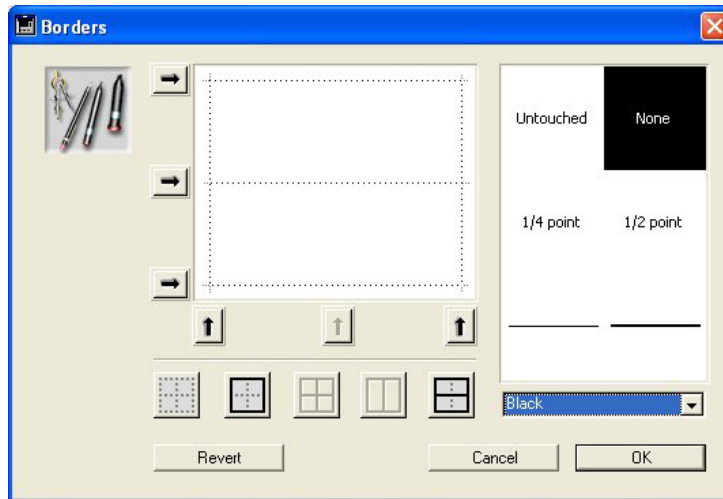 Borders
Untouched
None
1/4 point
1/2 point
Black
Revert
Cancel
OK